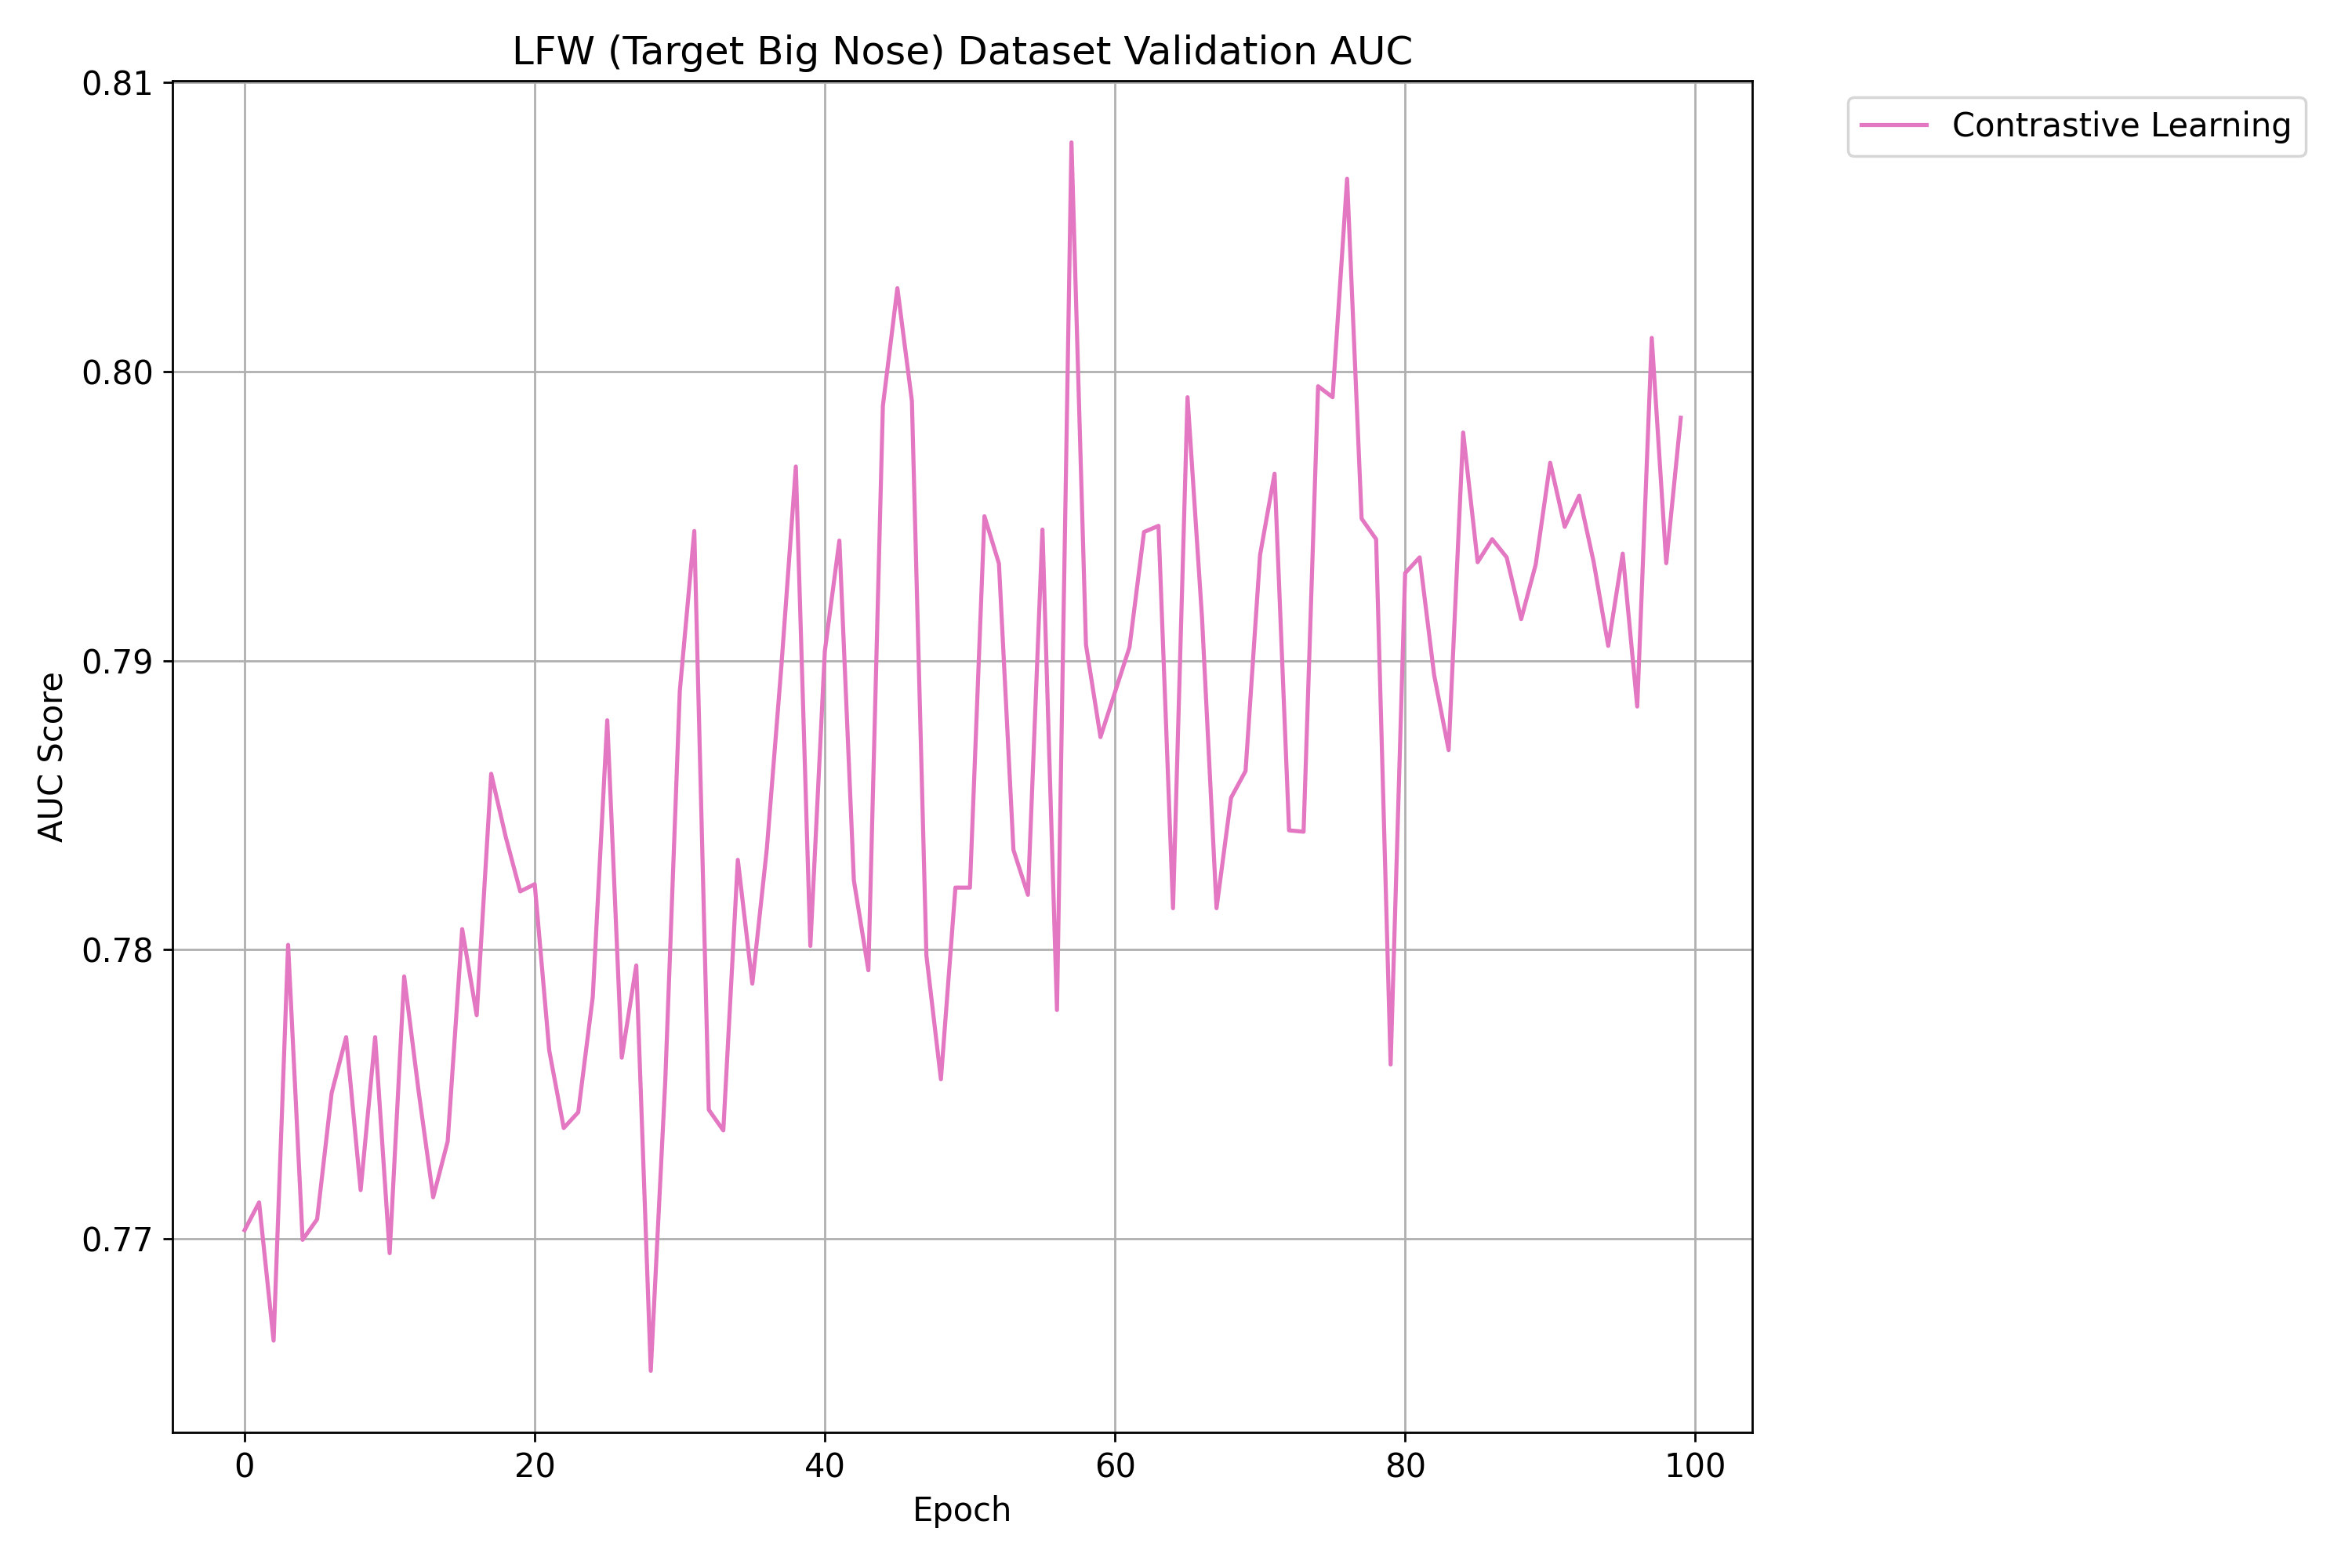 LFW (Target Big Nose) Dataset Validation AUC
Contrastive Learning
AUC Score
0.81
0.80
0.79
0.78
0.77
0
20
40
60
80
100
Epoch